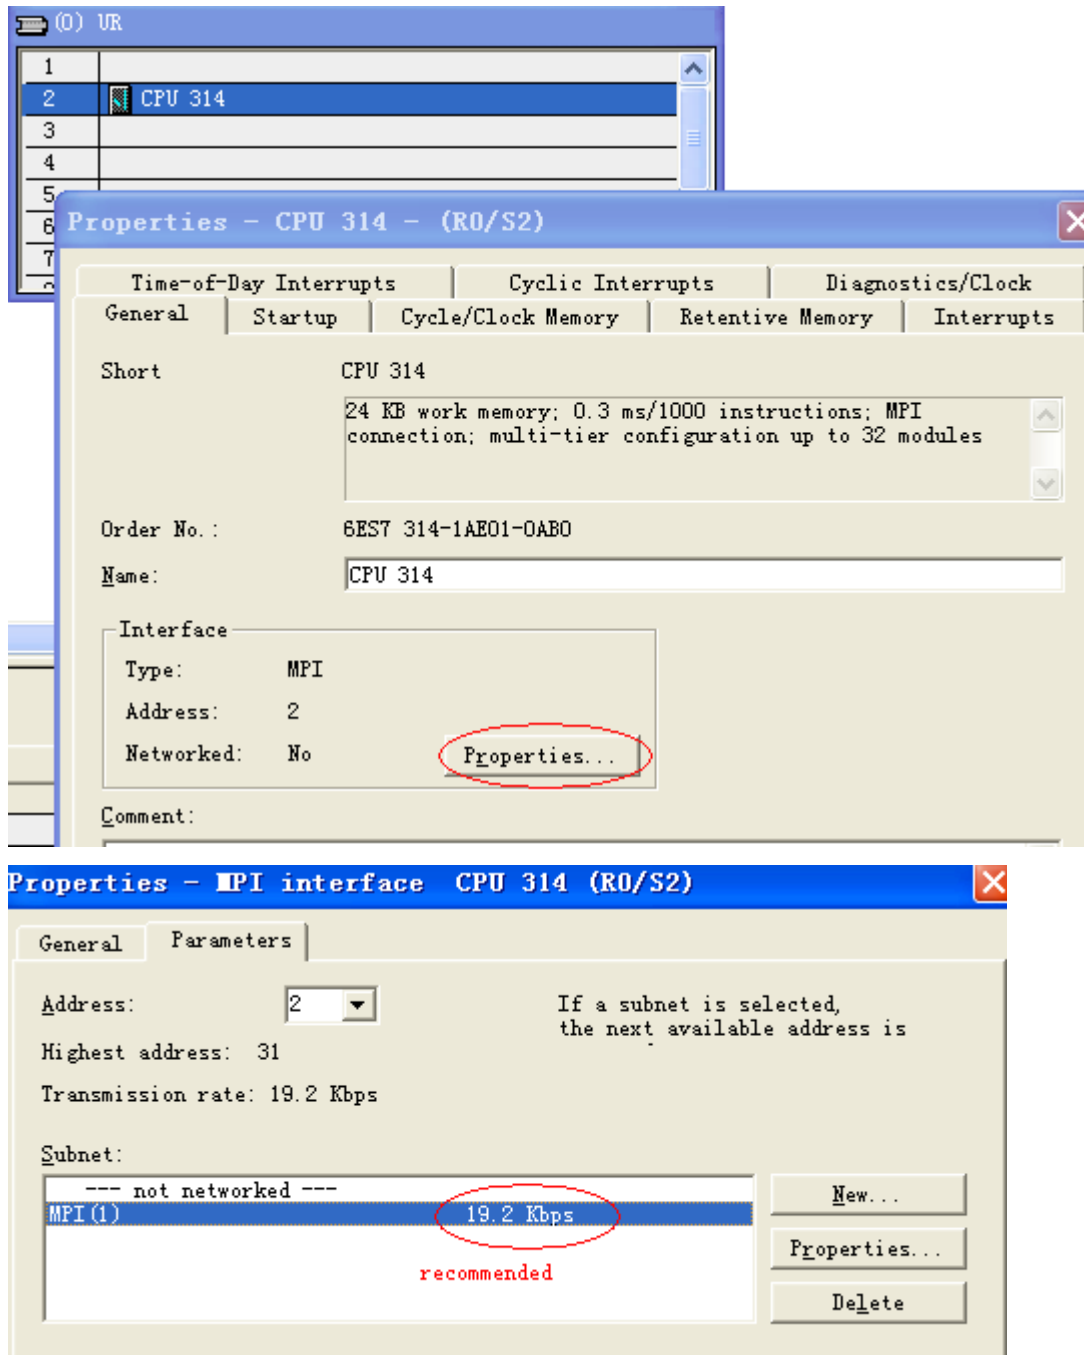 (0) UR
1
2 CPU 314
3
4
5
6
7
Properties - CPU 314 - (R0/S2)
Time-of-Day Interrupts Cyclic Interrupts Diagnostics/Clock
General Startup Cycle/Clock Memory Retentive Memory Interrupts
Short CPU 314
24 KB work memory; 0.3 ms/1000 instructions; MPI
connection; multi-tier configuration up to 32 modules
Order No.: 6ES7 314-1AE01-0AB0
Name: CPU 314
Interface
Type: MPI
Address: 2
Networked: No Properties...
Comment:
Properties - MPI interface CPU 314 (R0/S2)
General Parameters
Address: 2 If a subnet is selected,
the next available address is
Highest address: 31
Transmission rate: 19.2 Kbps
Subnet:
--- not networked --- New...
MPI(1) 19.2 Kbps
Properties...
recommended
Delete